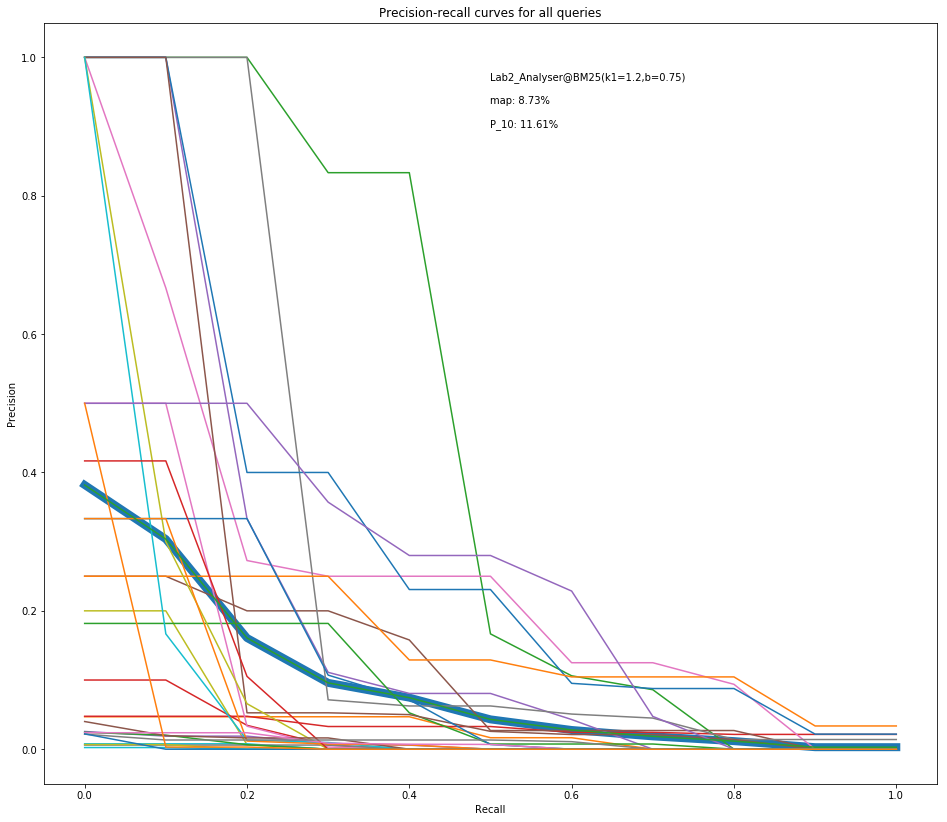 Precision-recall curves for all queries
Lab2_Analyser@BM25(k1=1.2,b=0.75)
map: 8.73%
P_10: 11.61%
Precision
1.0
0.8
0.6
0.4
0.2
0.0
0.0 0.2 0.4 0.6 0.8 1.0
Recall